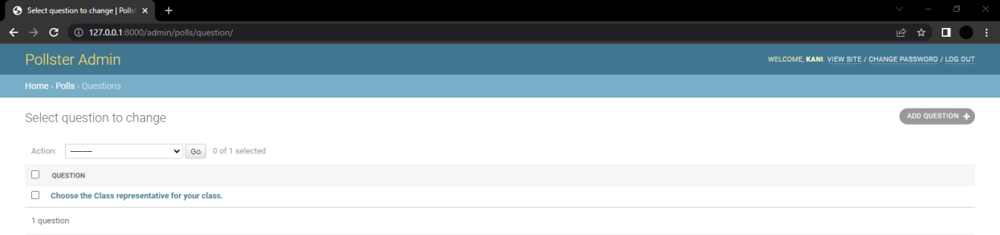 Select question to change | Polls
127.0.0.1:8000/admin/polls/question/
Pollster Admin
WELCOME, KANI. VIEW SITE / CHANGE PASSWORD / LOG OUT
Home › Polls › Questions
Select question to change
ADD QUESTION +
Action: --------- Go 0 of 1 selected
QUESTION
Choose the Class representative for your class.
1 question